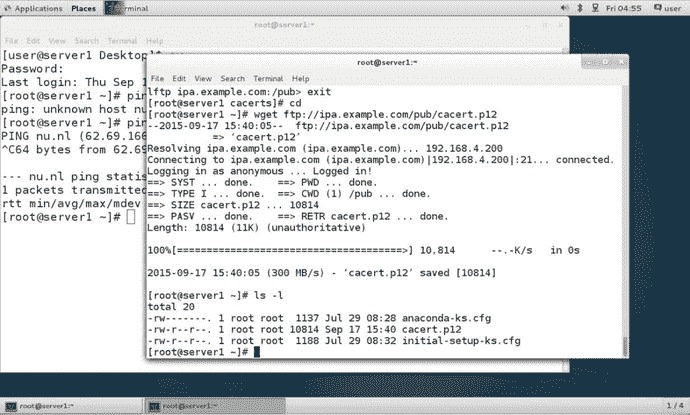 Applications Places Terminal Fri 04:55 user
root@server1:~
File Edit View Search Terminal Help
[user@server1 Desktop]$
Password:
Last login: Thu Sep 1
[root@server1 ~]# pin
ping: unknown host nu
[root@server1 ~]# pin
PING nu.nl (62.69.166
^C64 bytes from 62.69
--- nu.nl ping statis
1 packets transmitted
rtt min/avg/max/mdev
[root@server1 ~]#
root@server1:~
File Edit View Search Terminal Help
lftp ipa.example.com:/pub> exit
[root@server1 cacerts]# cd
[root@server1 ~]# wget ftp://ipa.example.com/pub/cacert.p12
--2015-09-17 15:40:05-- ftp://ipa.example.com/pub/cacert.p12
=> ‘cacert.p12’
Resolving ipa.example.com (ipa.example.com)... 192.168.4.200
Connecting to ipa.example.com (ipa.example.com)|192.168.4.200|:21... connected.
Logging in as anonymous ... Logged in!
==> SYST ... done. ==> PWD ... done.
==> TYPE I ... done. ==> CWD (1) /pub ... done.
==> SIZE cacert.p12 ... 10814
==> PASV ... done. ==> RETR cacert.p12 ... done.
Length: 10814 (11K) (unauthoritative)
100%[======================================>] 10,814 --.-K/s in 0s
2015-09-17 15:40:05 (300 MB/s) - ‘cacert.p12’ saved [10814]
[root@server1 ~]# ls -l
total 20
-rw-------. 1 root root 1137 Jul 29 08:28 anaconda-ks.cfg
-rw-r--r--. 1 root root 10814 Sep 17 15:40 cacert.p12
-rw-r--r--. 1 root root 1188 Jul 29 08:32 initial-setup-ks.cfg
[root@server1 ~]#
root@server1:~ root@server1:~ 1 / 4